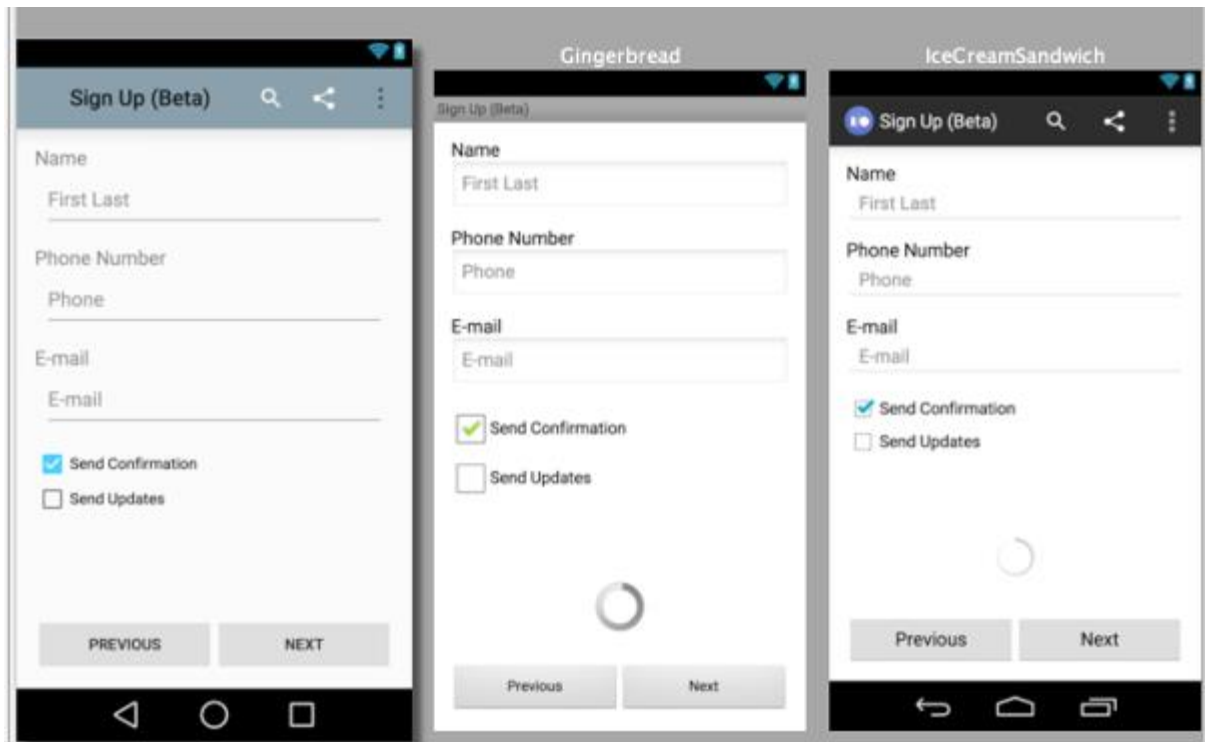 Sign Up (Beta)
Name
First Last
Phone Number
Phone
E-mail
E-mail
Send Confirmation
Send Updates
PREVIOUS
NEXT
Gingerbread
Sign Up (Beta)
Name
First Last
Phone Number
Phone
E-mail
E-mail
Send Confirmation
Send Updates
Previous
Next
IceCreamSandwich
Sign Up (Beta)
Name
First Last
Phone Number
Phone
E-mail
E-mail
Send Confirmation
Send Updates
Previous
Next